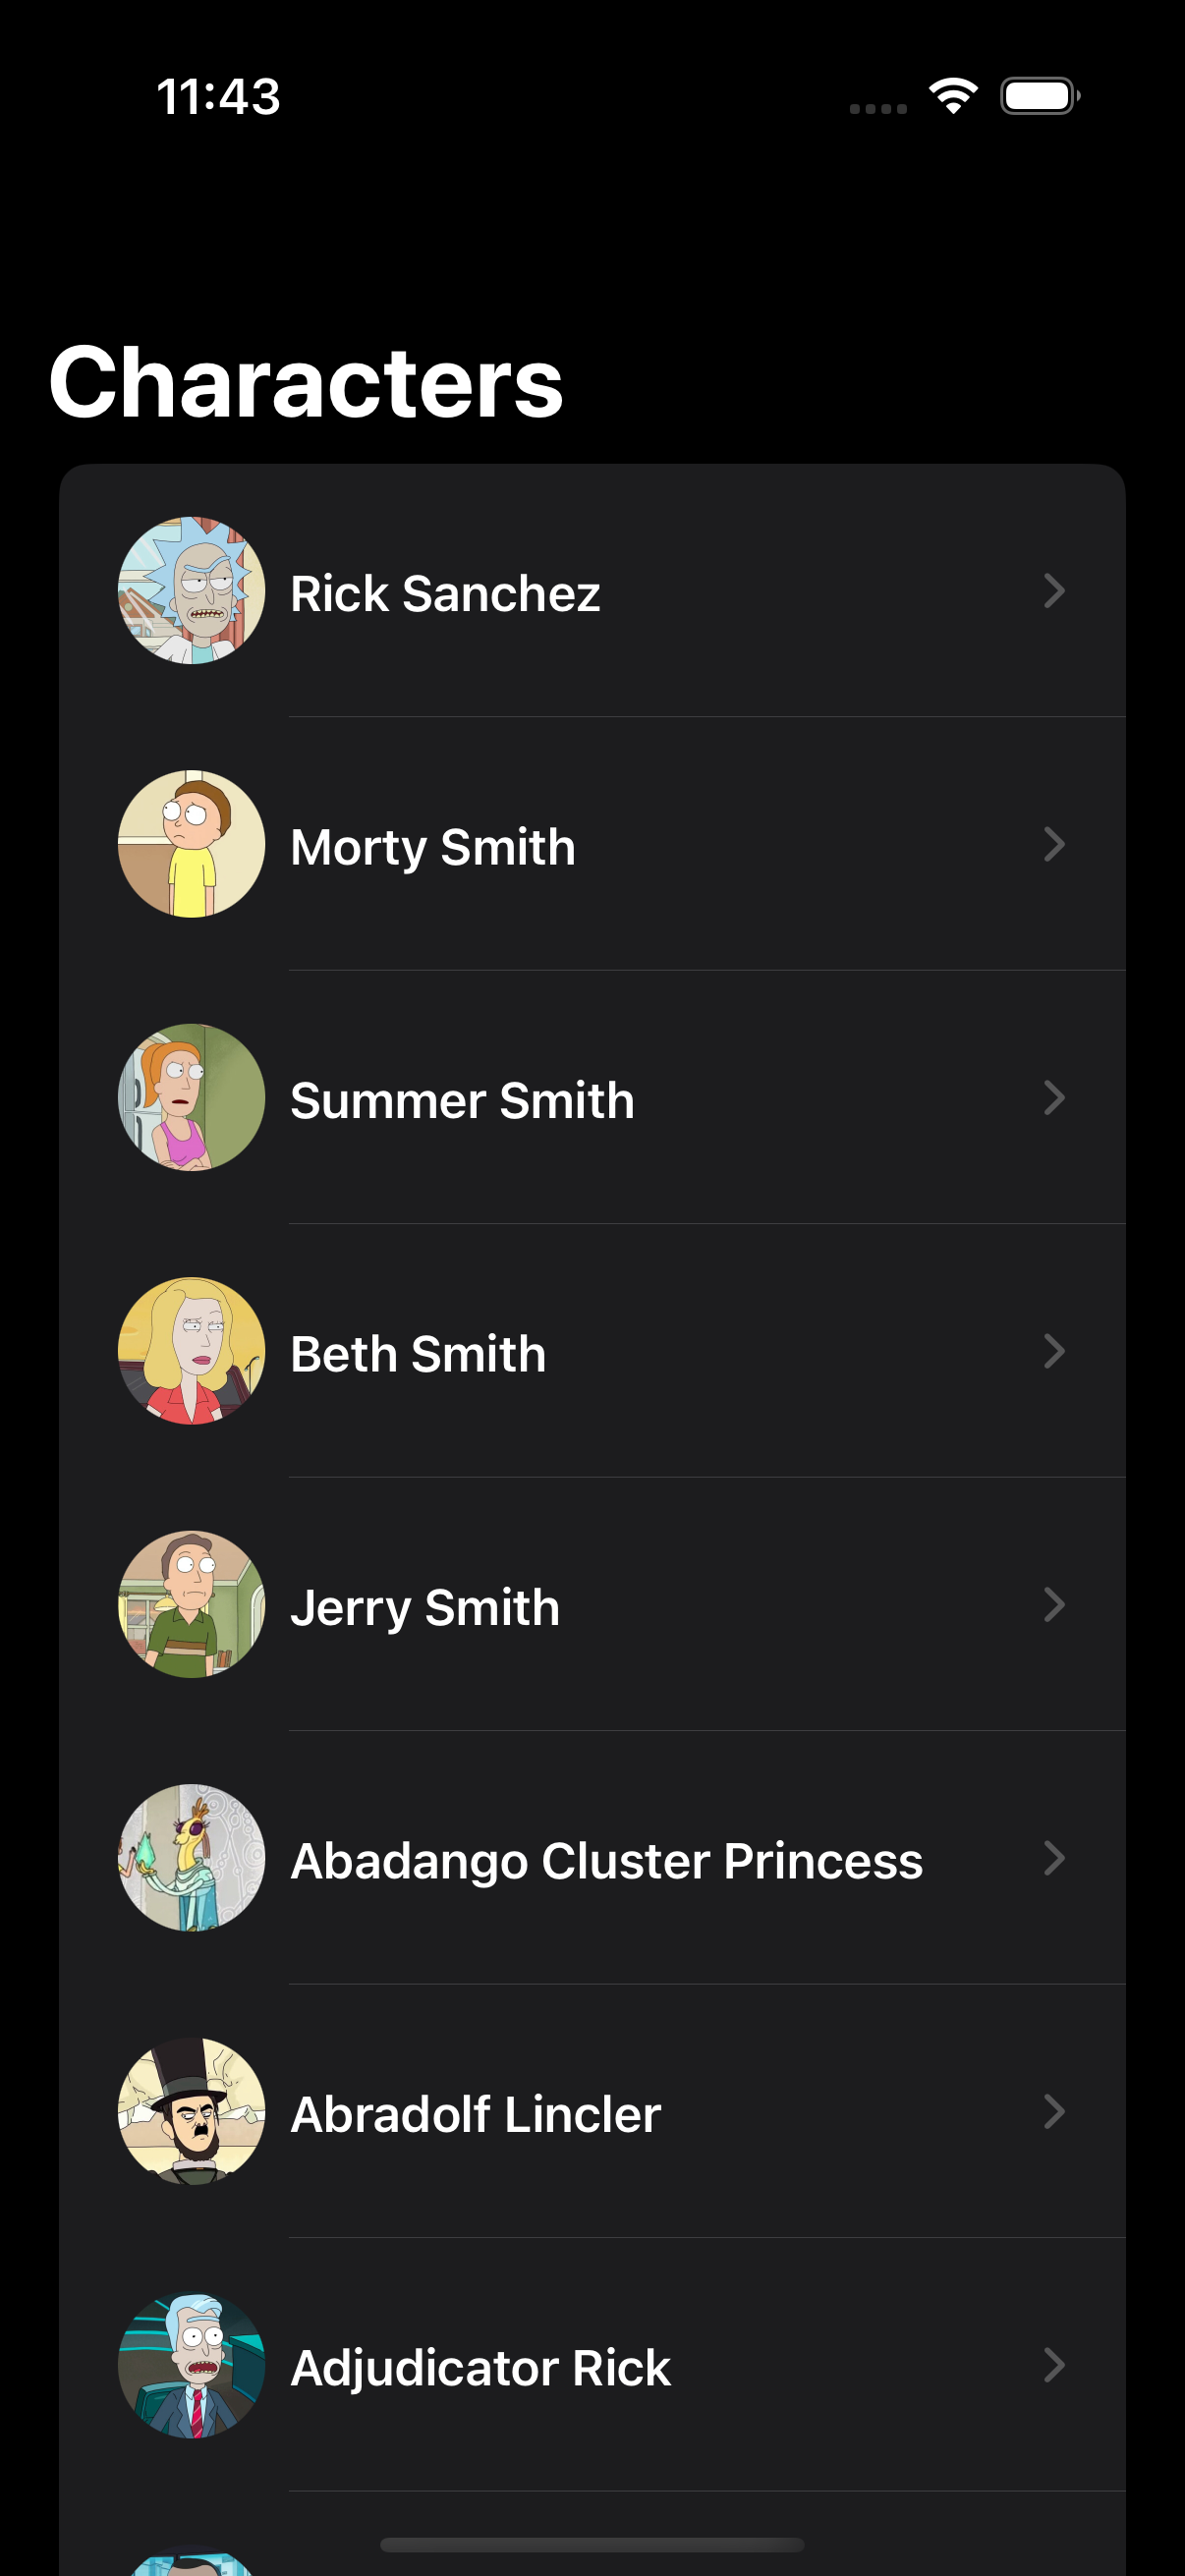 11:43
Characters
Rick Sanchez
Morty Smith
Summer Smith
Beth Smith
Jerry Smith
Abadango Cluster Princess
Abradolf Lincler
Adjudicator Rick